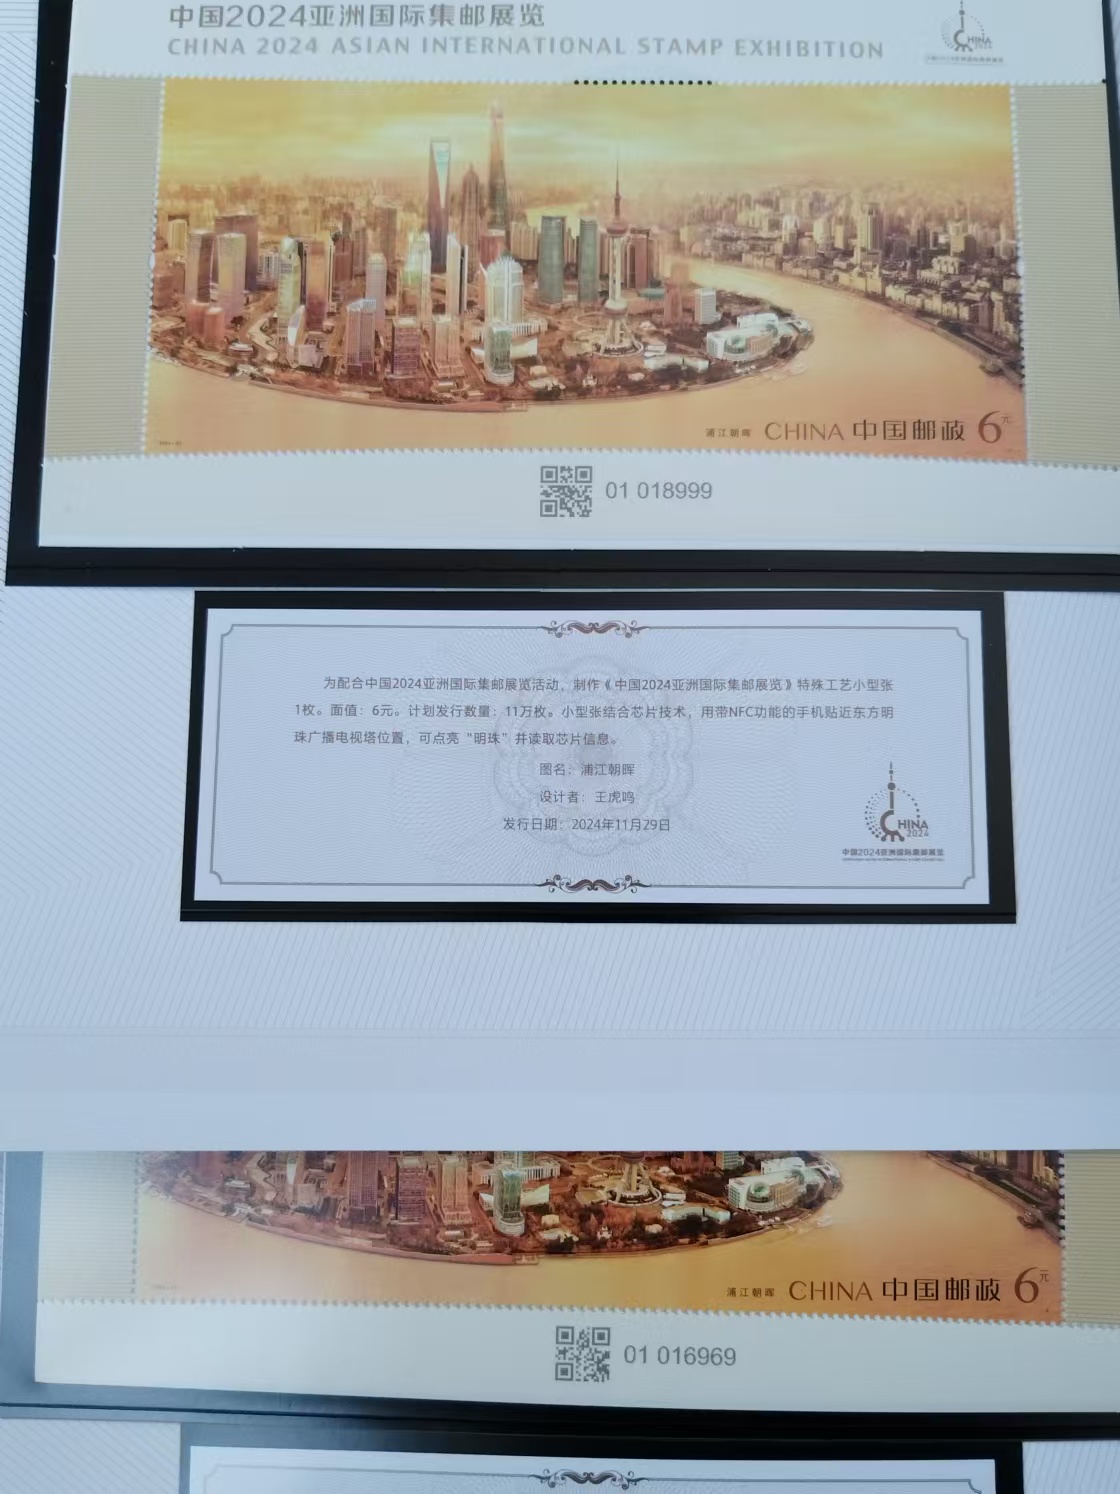 中国2024亚洲国际集邮展览
CHINA 2024 ASIAN INTERNATIONAL STAMP EXHIBITION
CHINA
浦江朝晖 CHINA 中国邮政 6元
01 018999
为配合中国2024亚洲国际集邮展览活动，制作《中国2024亚洲国际集邮展览》特殊工艺小型张
1枚。面值：6元。计划发行数量：11万枚。小型张结合芯片技术，用带NFC功能的手机贴近东方明
珠广播电视塔位置，可点亮“明珠”并读取芯片信息。
图名：浦江朝晖
设计者：王虎鸣
发行日期：2024年11月29日
CHINA
2024
中国2024亚洲国际集邮展览
浦江朝晖 CHINA 中国邮政 6元
01 016969